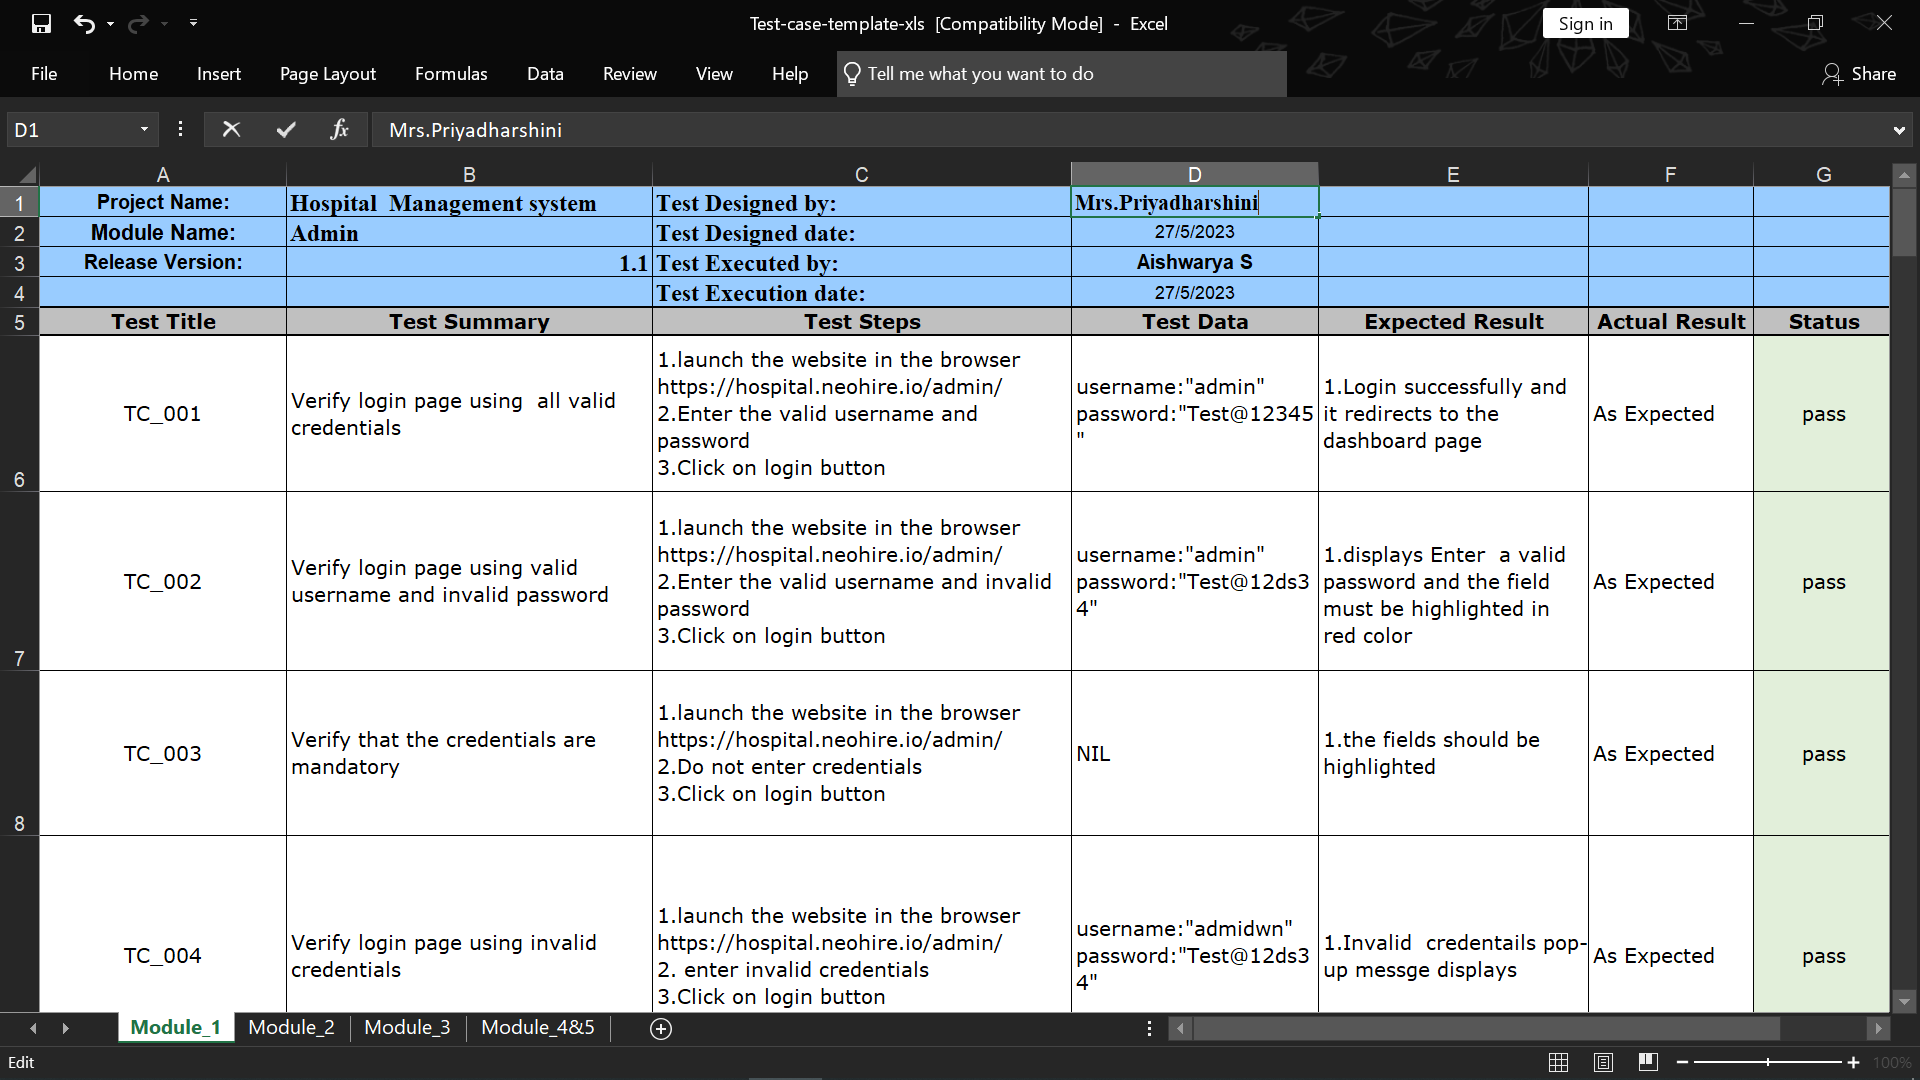 Test-case-template-xls  [Compatibility Mode]  -  Excel
Sign in
File Home Insert Page Layout Formulas Data Review View Help Tell me what you want to do Share
D1 fx Mrs.Priyadharshini
A B C D E F G
1 Project Name: Hospital  Management system Test Designed by: Mrs.Priyadharshini
2 Module Name: Admin Test Designed date: 27/5/2023
3 Release Version: 1.1 Test Executed by: Aishwarya S
4 Test Execution date: 27/5/2023
5 Test Title Test Summary Test Steps Test Data Expected Result Actual Result Status
6
TC_001
Verify login page using  all valid
credentials
1.launch the website in the browser
https://hospital.neohire.io/admin/
2.Enter the valid username and
password
3.Click on login button
username:"admin"
password:"Test@12345
"
1.Login successfully and
it redirects to the
dashboard page
As Expected
pass
7
TC_002
Verify login page using valid
username and invalid password
1.launch the website in the browser
https://hospital.neohire.io/admin/
2.Enter the valid username and invalid
password
3.Click on login button
username:"admin"
password:"Test@12ds3
4"
1.displays Enter  a valid
password and the field
must be highlighted in
red color
As Expected
pass
8
TC_003
Verify that the credentials are
mandatory
1.launch the website in the browser
https://hospital.neohire.io/admin/
2.Do not enter credentials
3.Click on login button
NIL
1.the fields should be
highlighted
As Expected
pass
TC_004
Verify login page using invalid
credentials
1.launch the website in the browser
https://hospital.neohire.io/admin/
2. enter invalid credentials
3.Click on login button
username:"admidwn"
password:"Test@12ds3
4"
1.Invalid  credentails pop-
up messge displays
As Expected
pass
Module_1 Module_2 Module_3 Module_4&5
Edit
100%